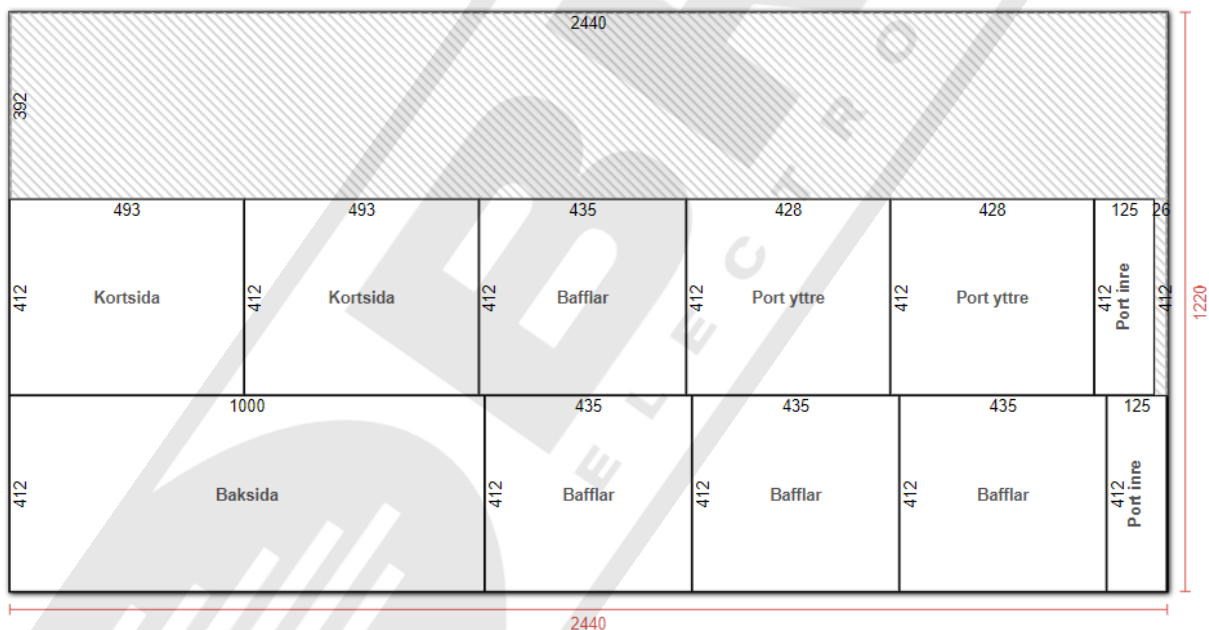 2440
392
493 493 435 428 428 125 26
412 Kortsida 412 Kortsida 412 Bafflar 412 Port yttre 412 Port yttre 412 Port inre 412
1220
1000 435 435 435 125
412 Baksida 412 Bafflar 412 Bafflar 412 Bafflar 412 Port inre
2440
ELECTRO